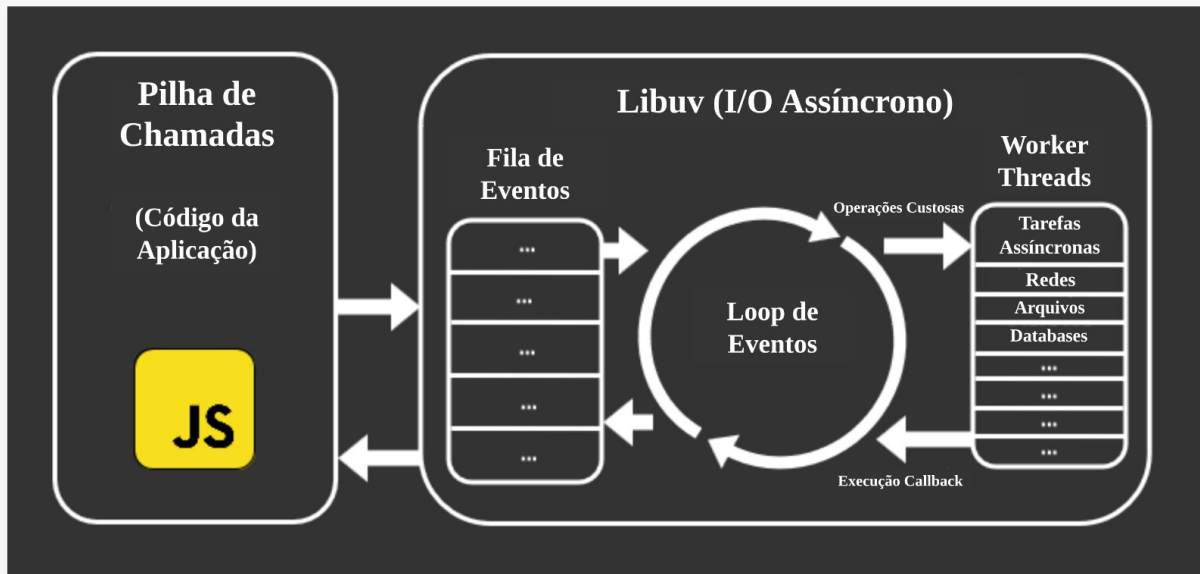 Pilha de
Chamadas
(Código da
Aplicação)
JS
Libuv (I/O Assíncrono)
Fila de
Eventos
...
...
...
...
...
Loop de
Eventos
Operações Custosas
Execução Callback
Worker
Threads
Tarefas
Assíncronas
Redes
Arquivos
Databases
...
...
...
...